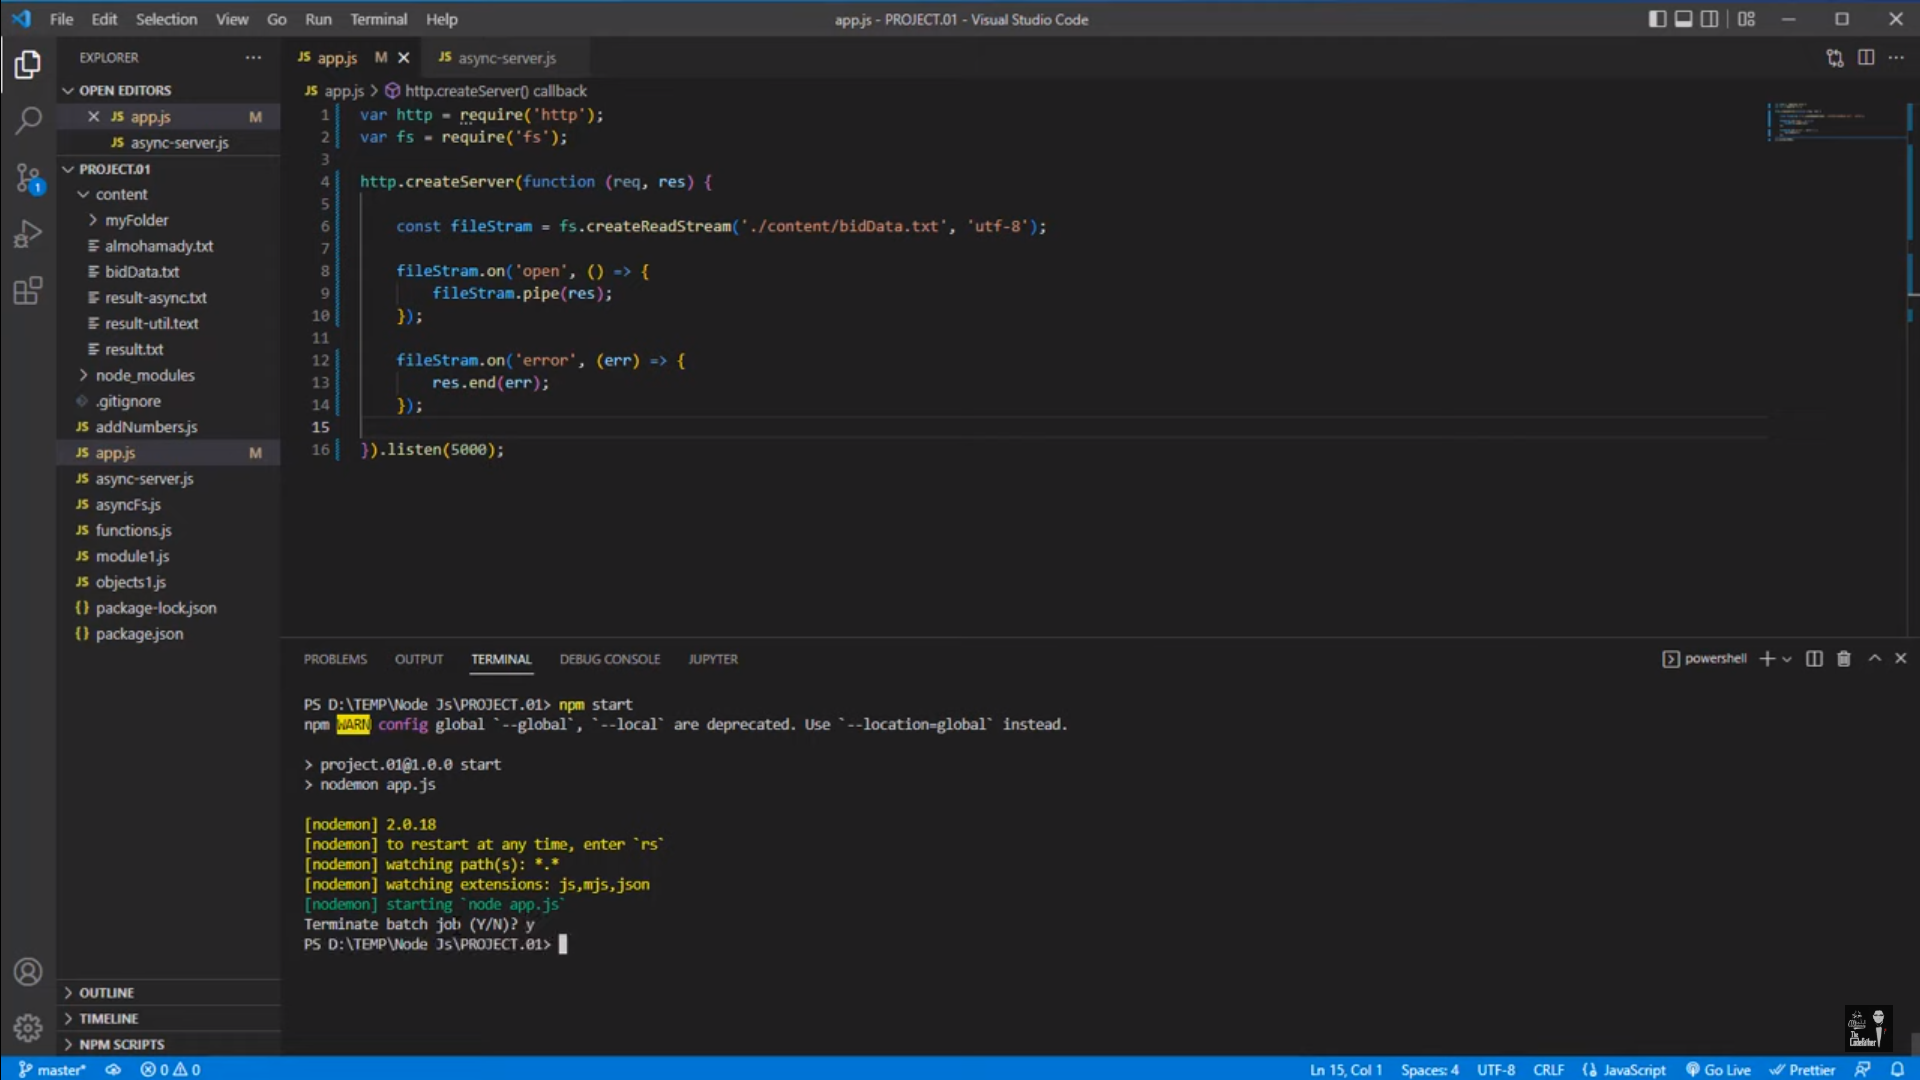 File Edit Selection View Go Run Terminal Help
app.js - PROJECT.01 - Visual Studio Code
EXPLORER
OPEN EDITORS
JS app.js M
JS async-server.js
PROJECT.01
content
myFolder
almohamady.txt
bidData.txt
result-async.txt
result-util.text
result.txt
node_modules
.gitignore
JS addNumbers.js
JS app.js M
JS async-server.js
JS asyncFs.js
JS functions.js
JS module1.js
JS objects1.js
{} package-lock.json
{} package.json
OUTLINE
TIMELINE
NPM SCRIPTS
1
JS app.js M
JS async-server.js
JS app.js > http.createServer() callback
1 var http = require('http');
2 var fs = require('fs');
3
4 http.createServer(function (req, res) {
5
6 const fileStram = fs.createReadStream('./content/bidData.txt', 'utf-8');
7
8 fileStram.on('open', () => {
9 fileStram.pipe(res);
10 });
11
12 fileStram.on('error', (err) => {
13 res.end(err);
14 });
15
16 }).listen(5000);
PROBLEMS OUTPUT TERMINAL DEBUG CONSOLE JUPYTER
powershell
PS D:\TEMP\Node Js\PROJECT.01> npm start
npm WARN config global `--global`, `--local` are deprecated. Use `--location=global` instead.
> project.01@1.0.0 start
> nodemon app.js
[nodemon] 2.0.18
[nodemon] to restart at any time, enter `rs`
[nodemon] watching path(s): *.*
[nodemon] watching extensions: js,mjs,json
[nodemon] starting `node app.js`
Terminate batch job (Y/N)? y
PS D:\TEMP\Node Js\PROJECT.01>
The
Codefather
master* 0 0
Ln 15, Col 1 Spaces: 4 UTF-8 CRLF JavaScript Go Live Prettier